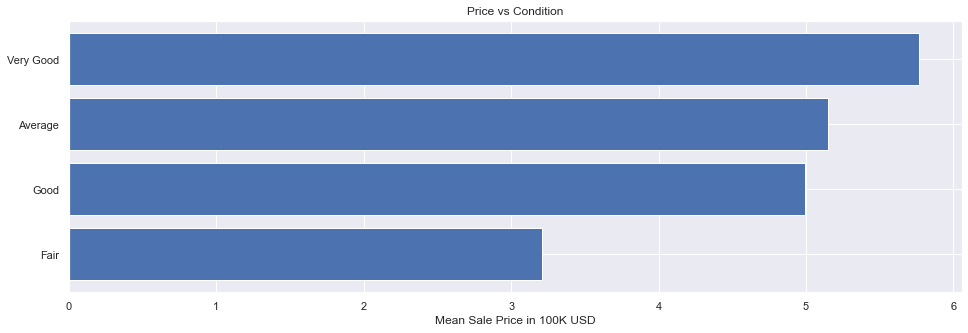 Price vs Condition
Very Good
Average
Good
Fair
0 1 2 3 4 5 6
Mean Sale Price in 100K USD